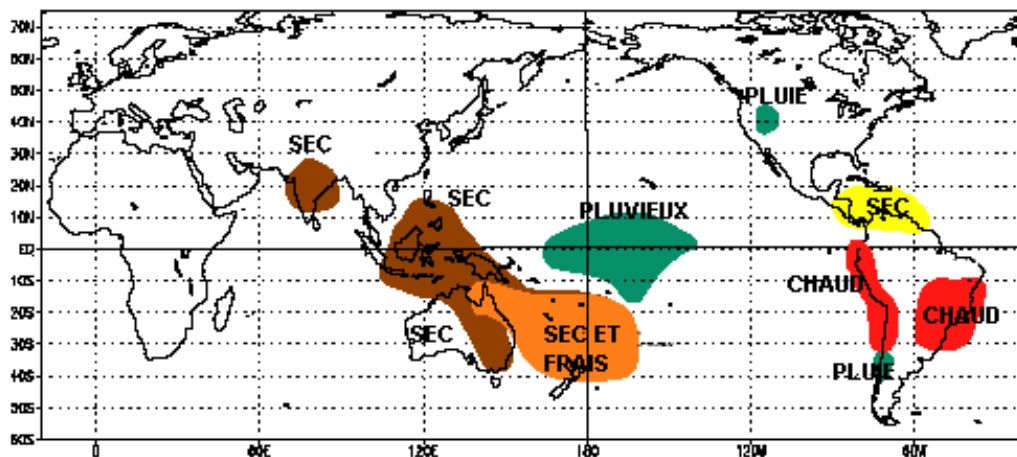 70N
60N
50N
PLUIE
40N
30N
SEC
20N
SEC
SEC
10N
PLUVIEUX
EQ
10S
CHAUD
20S
CHAUD
30S
SEC
SEC ET
FRAIS
40S
PLUIE
50S
60S
0
60E
120E
180
120W
60W